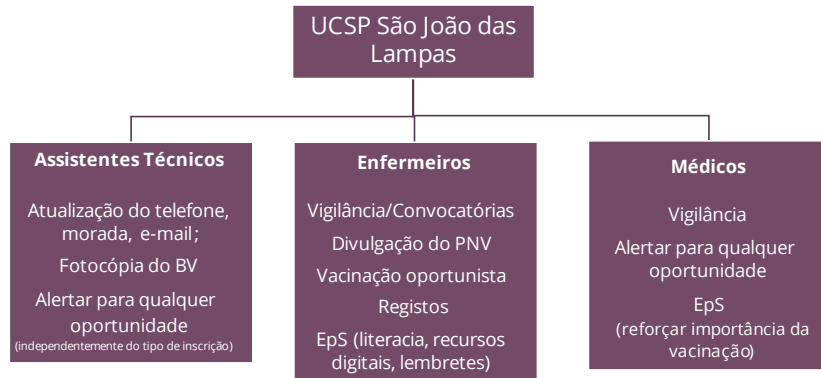 UCSP São João das
Lampas
Assistentes Técnicos
Atualização do telefone,
morada, e-mail;
Fotocópia do BV
Alertar para qualquer
oportunidade
(independentemente do tipo de inscrição)
Enfermeiros
Vigilância/Convocatórias
Divulgação do PNV
Vacinação oportunista
Registos
EpS (literacia, recursos
digitais, lembretes)
Médicos
Vigilância
Alertar para qualquer
oportunidade
EpS
(reforçar importância da
vacinação)